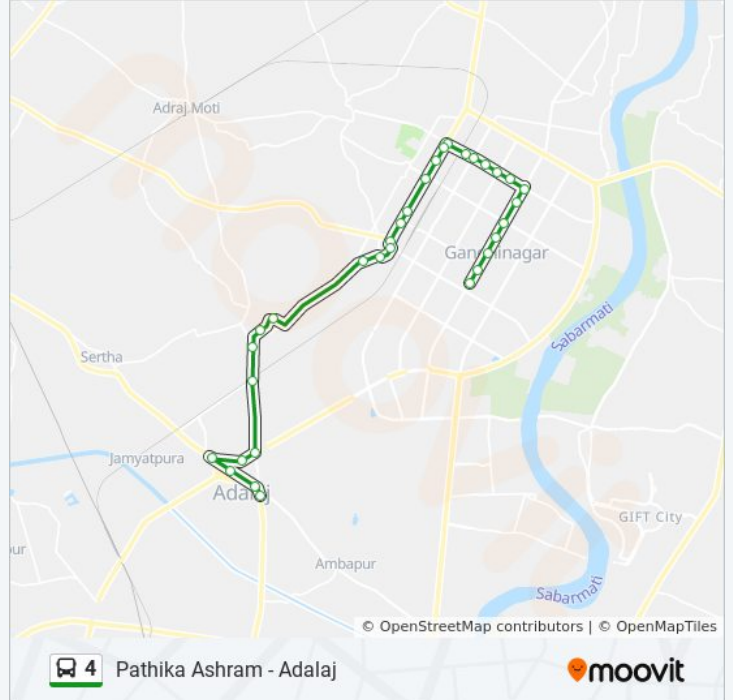 Adraj Moti
Gandhinagar
Sabarmati
Sertha
Jamyatpura
Adalaj
GIFT City
ur
Ambapur
Sabarmati
© OpenStreetMap contributors | © OpenMapTiles
4 Pathika Ashram - Adalaj
moovit